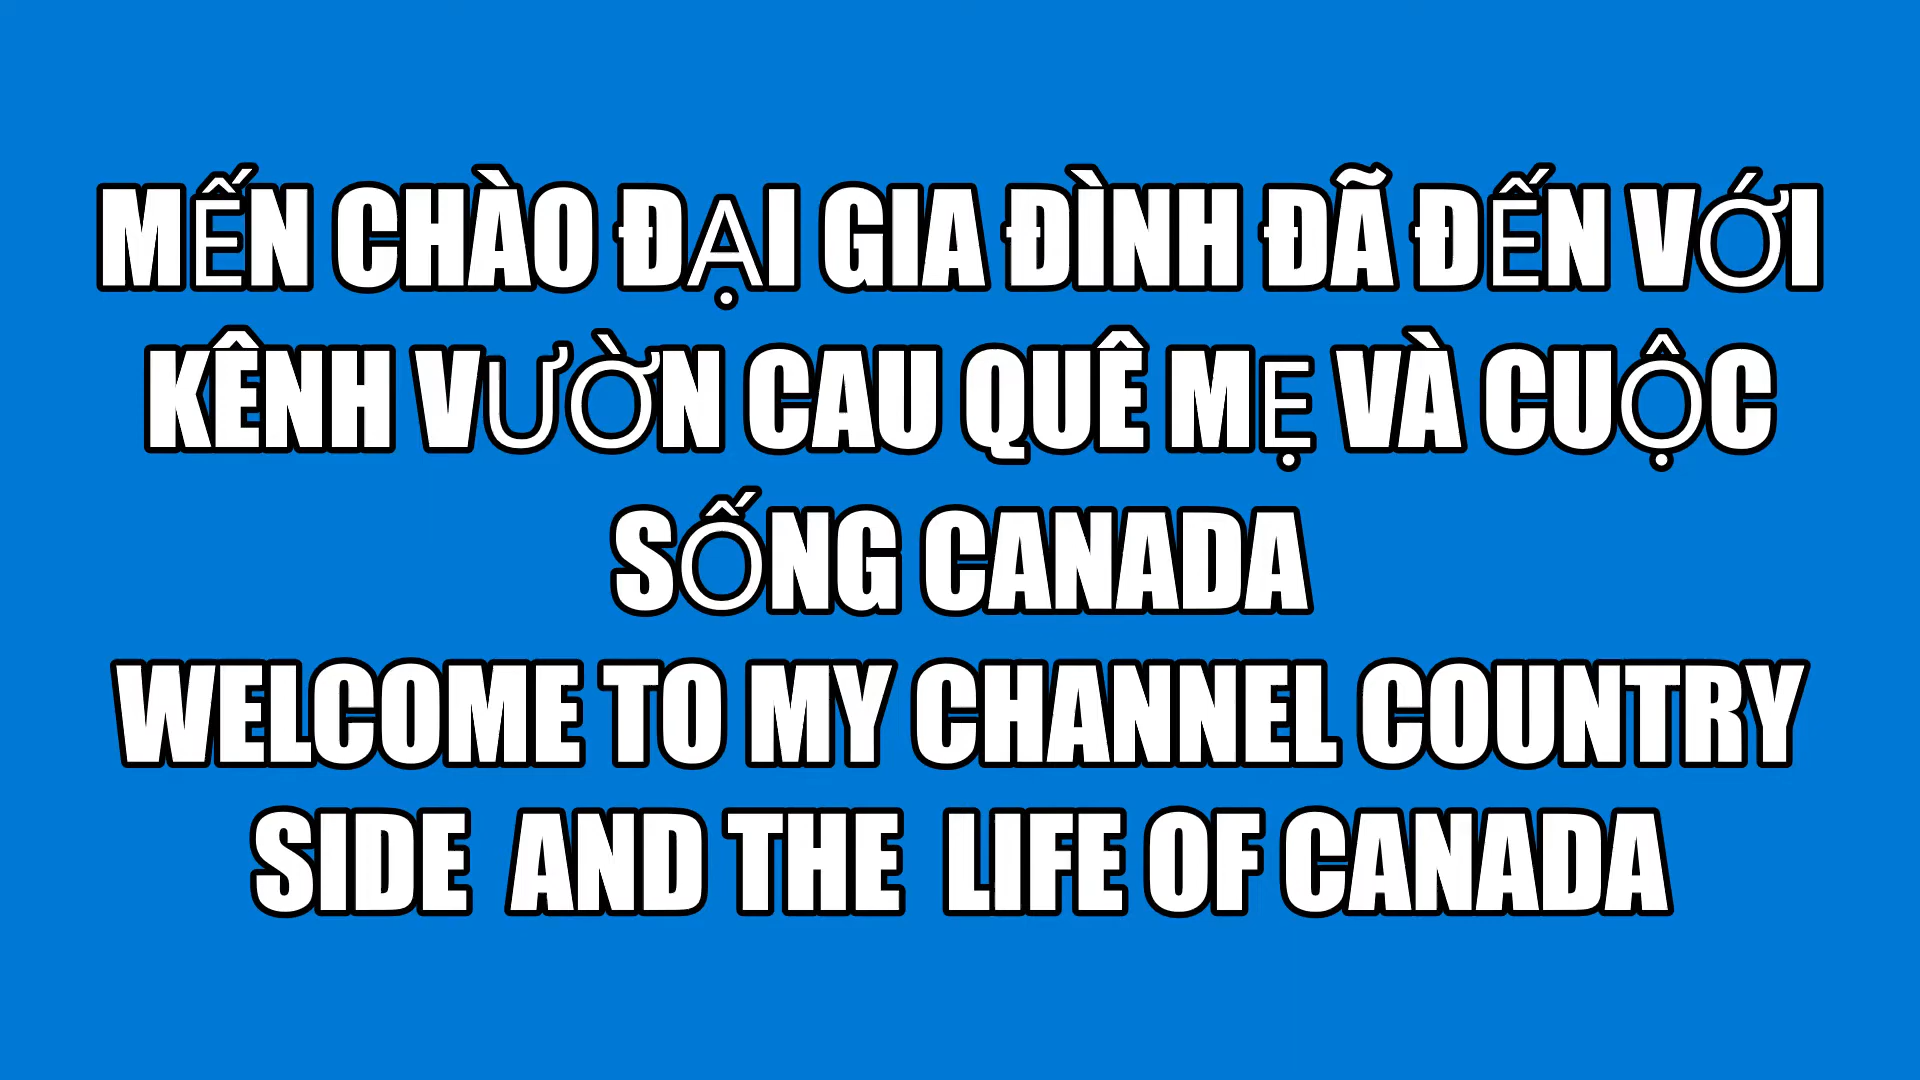 MẾN CHÀO ĐẠI GIA ĐÌNH ĐÃ ĐẾN VỚI
KÊNH VƯỜN CAU QUÊ MẸ VÀ CUỘC
SỐNG CANADA
WELCOME TO MY CHANNEL COUNTRY
SIDE  AND THE  LIFE OF CANADA